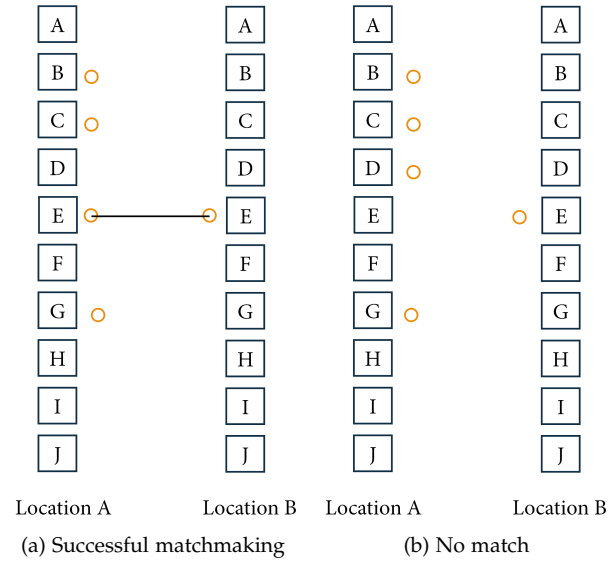 A A A A
B B B B
C C C C
D D D D
E E E E
F F F F
G G G G
H H H H
I I I I
J J J J
Location A Location B Location A Location B
(a) Successful matchmaking (b) No match